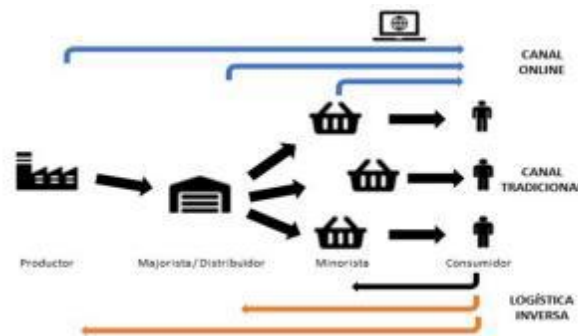 CANAL
ONLINE
CANAL
TRADICIONA
Productor
Majorista/Distribuidor
Minorista
Consumidor
LOGÍSTICA
INVERSA